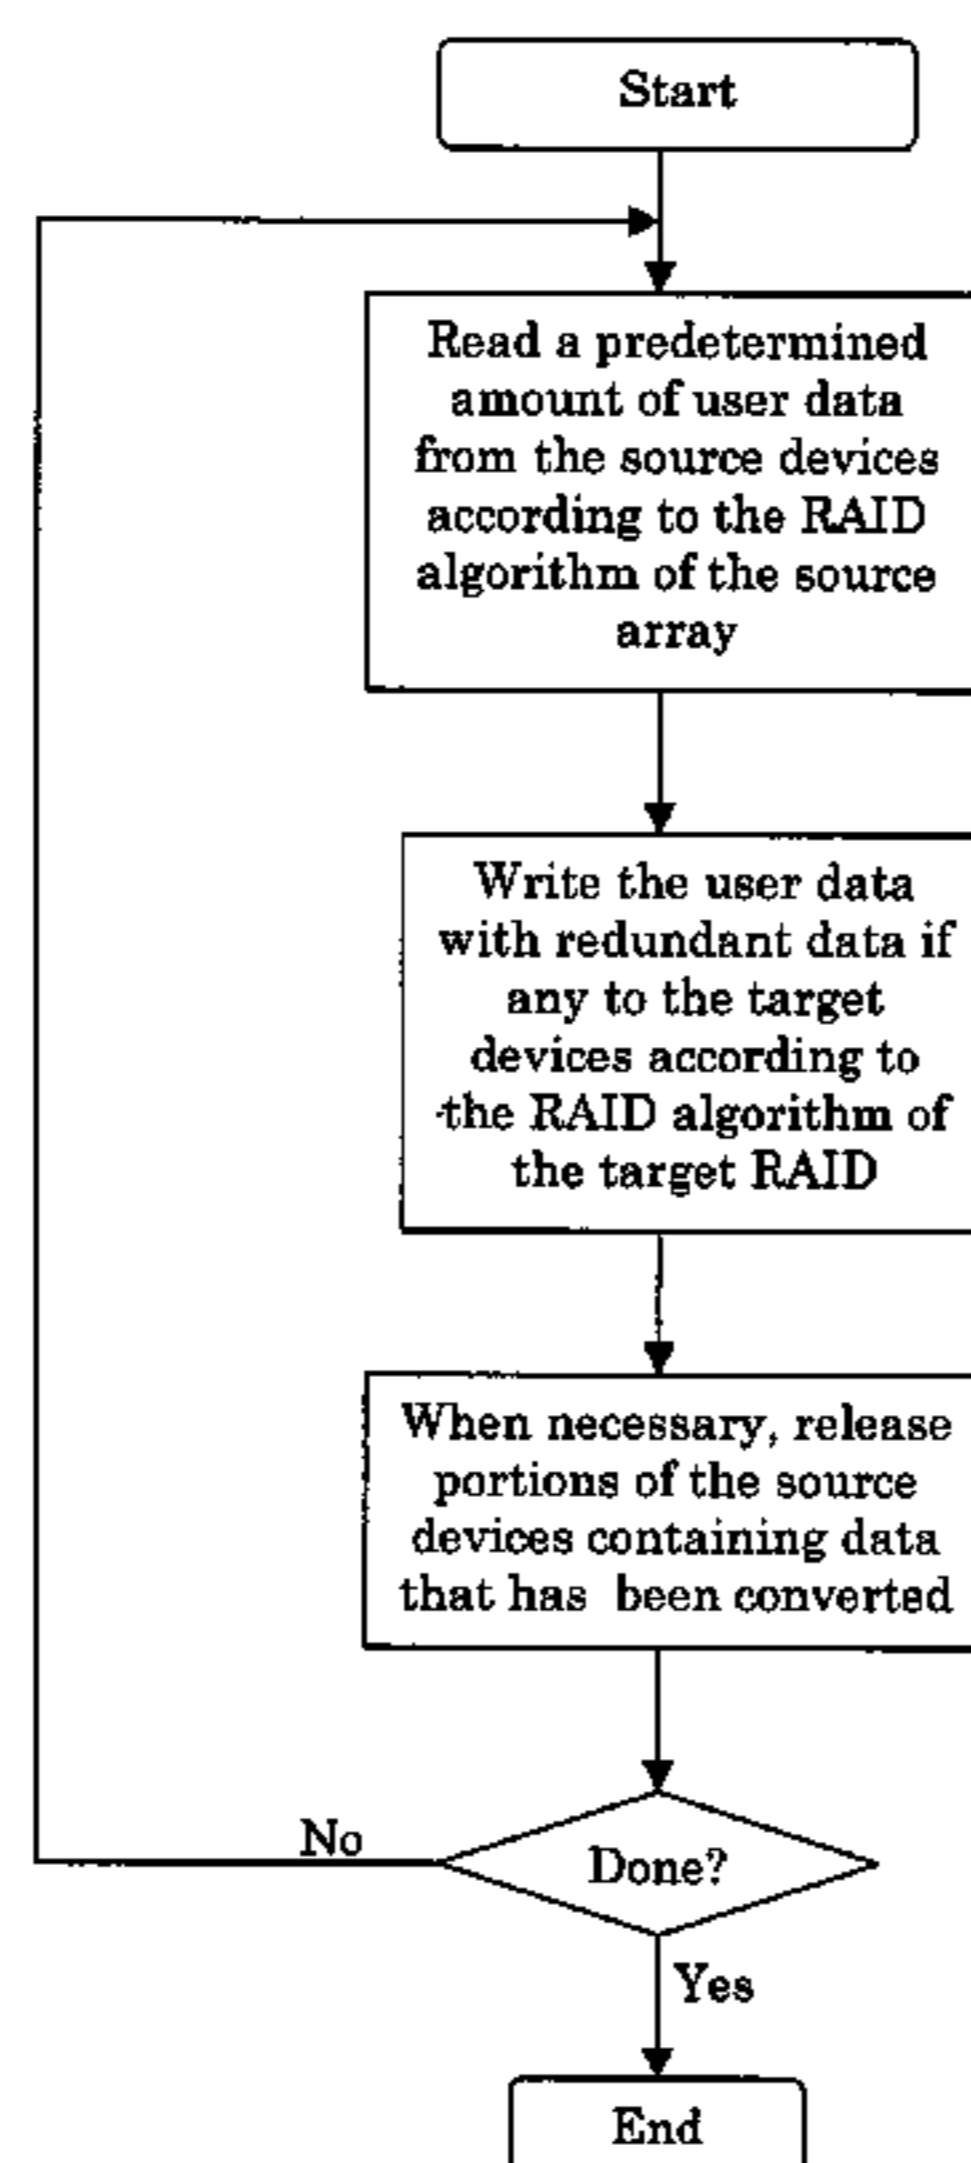 Start
Read a predetermined
amount of user data
from the source devices
according to the RAID
algorithm of the source
array
Write the user data
with redundant data if
any to the target
devices according to
the RAID algorithm of
the target RAID
When necessary, release
portions of the source
devices containing data
that has been converted
Done?
No
Yes
End